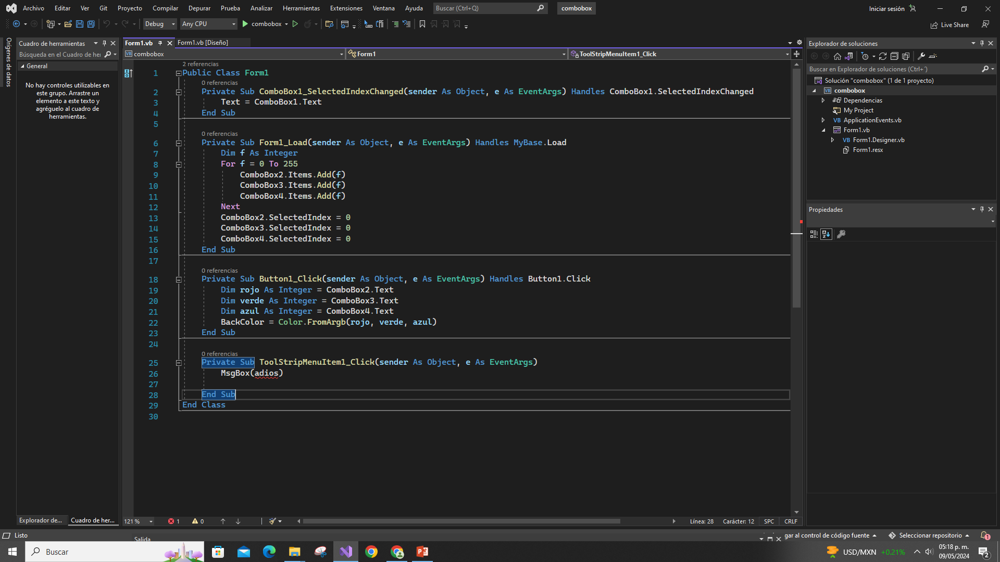 Archivo Editar Ver Git Proyecto Compilar Depurar Prueba Analizar Herramientas Extensiones Ventana Ayuda Buscar (Ctrl+Q) combobox Iniciar sesión
Debug Any CPU combobox Live Share
Orígenes de datos
Cuadro de herramientas
Búsqueda en el Cuadro de her
General
No hay controles utilizables en
este grupo. Arrastre un
elemento a este texto y
agréguelo al cuadro de
herramientas.
Explorador de... Cuadro de her...
Form1.vb Form1.vb [Diseño]
combobox Form1 ToolStripMenuItem1_Click
2 referencias
1 Public Class Form1
0 referencias
2 Private Sub ComboBox1_SelectedIndexChanged(sender As Object, e As EventArgs) Handles ComboBox1.SelectedIndexChanged
3 Text = ComboBox1.Text
4 End Sub
5
0 referencias
6 Private Sub Form1_Load(sender As Object, e As EventArgs) Handles MyBase.Load
7 Dim f As Integer
8 For f = 0 To 255
9 ComboBox2.Items.Add(f)
10 ComboBox3.Items.Add(f)
11 ComboBox4.Items.Add(f)
12 Next
13 ComboBox2.SelectedIndex = 0
14 ComboBox3.SelectedIndex = 0
15 ComboBox4.SelectedIndex = 0
16 End Sub
17
0 referencias
18 Private Sub Button1_Click(sender As Object, e As EventArgs) Handles Button1.Click
19 Dim rojo As Integer = ComboBox2.Text
20 Dim verde As Integer = ComboBox3.Text
21 Dim azul As Integer = ComboBox4.Text
22 BackColor = Color.FromArgb(rojo, verde, azul)
23 End Sub
24
0 referencias
25 Private Sub ToolStripMenuItem1_Click(sender As Object, e As EventArgs)
26 MsgBox(adios)
27
28 End Sub
29 End Class
30
121 % 1 0 Línea: 28 Carácter: 12 SPC CRLF
Explorador de soluciones
Buscar en Explorador de soluciones (Ctrl+´)
Solución "combobox" (1 de 1 proyecto)
VB combobox
Dependencias
My Project
VB ApplicationEvents.vb
Form1.vb
VB Form1.Designer.vb
Form1.resx
Propiedades
Listo
Salida
gar al control de código fuente Seleccionar repositorio 1
Buscar
USD/MXN +0.21%
05:18 p. m.
09/05/2024
2